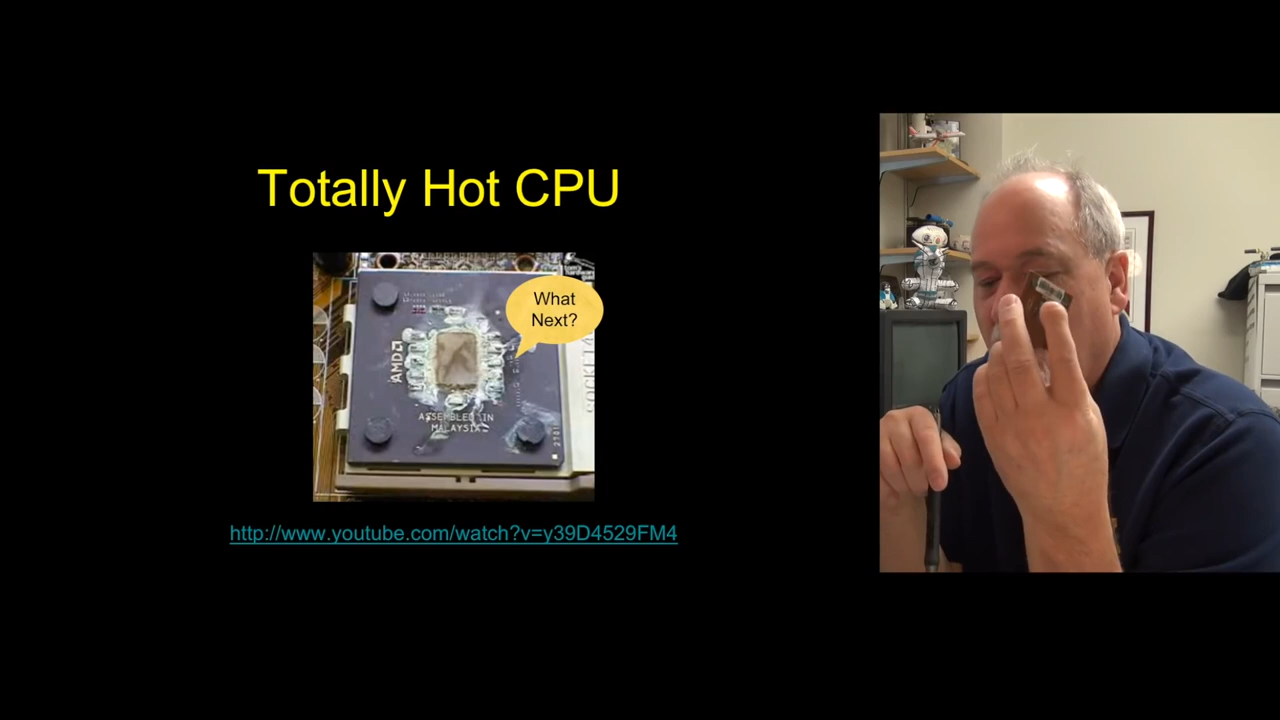 Totally Hot CPU
What
Next?
AMD
ASSEMBLED IN
MALAYSIA
http://www.youtube.com/watch?v=y39D4529FM4